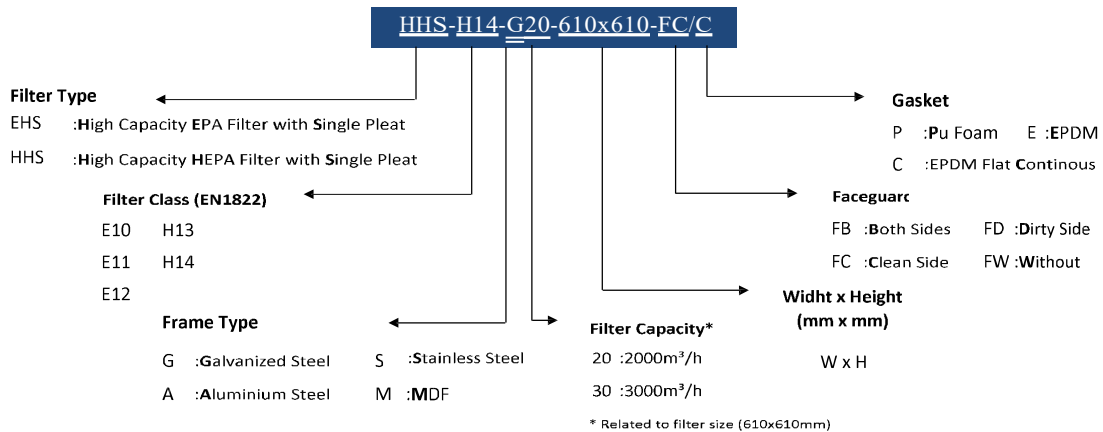 HHS-H14-G20-610x610-FC/C
Filter Type
EHS :High Capacity EPA Filter with Single Pleat
HHS :High Capacity HEPA Filter with Single Pleat
Filter Class (EN1822)
E10 H13
E11 H14
E12
Frame Type
G :Galvanized Steel S :Stainless Steel
A :Aluminium Steel M :MDF
Filter Capacity*
20 :2000m³/h
30 :3000m³/h
* Related to filter size (610x610mm)
Widht x Height
(mm x mm)
W x H
Faceguard
FB :Both Sides FD :Dirty Side
FC :Clean Side FW :Without
Gasket
P :Pu Foam E :EPDM
C :EPDM Flat Continous